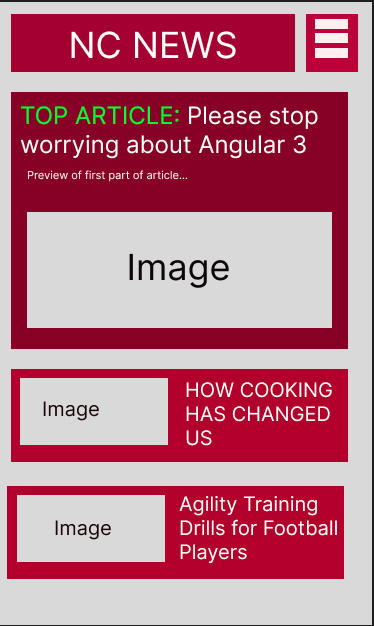 NC NEWS
TOP ARTICLE: Please stop
worrying about Angular 3
Preview of first part of article...
Image
Image
HOW COOKING
HAS CHANGED
US
Image
Agility Training
Drills for Football
Players